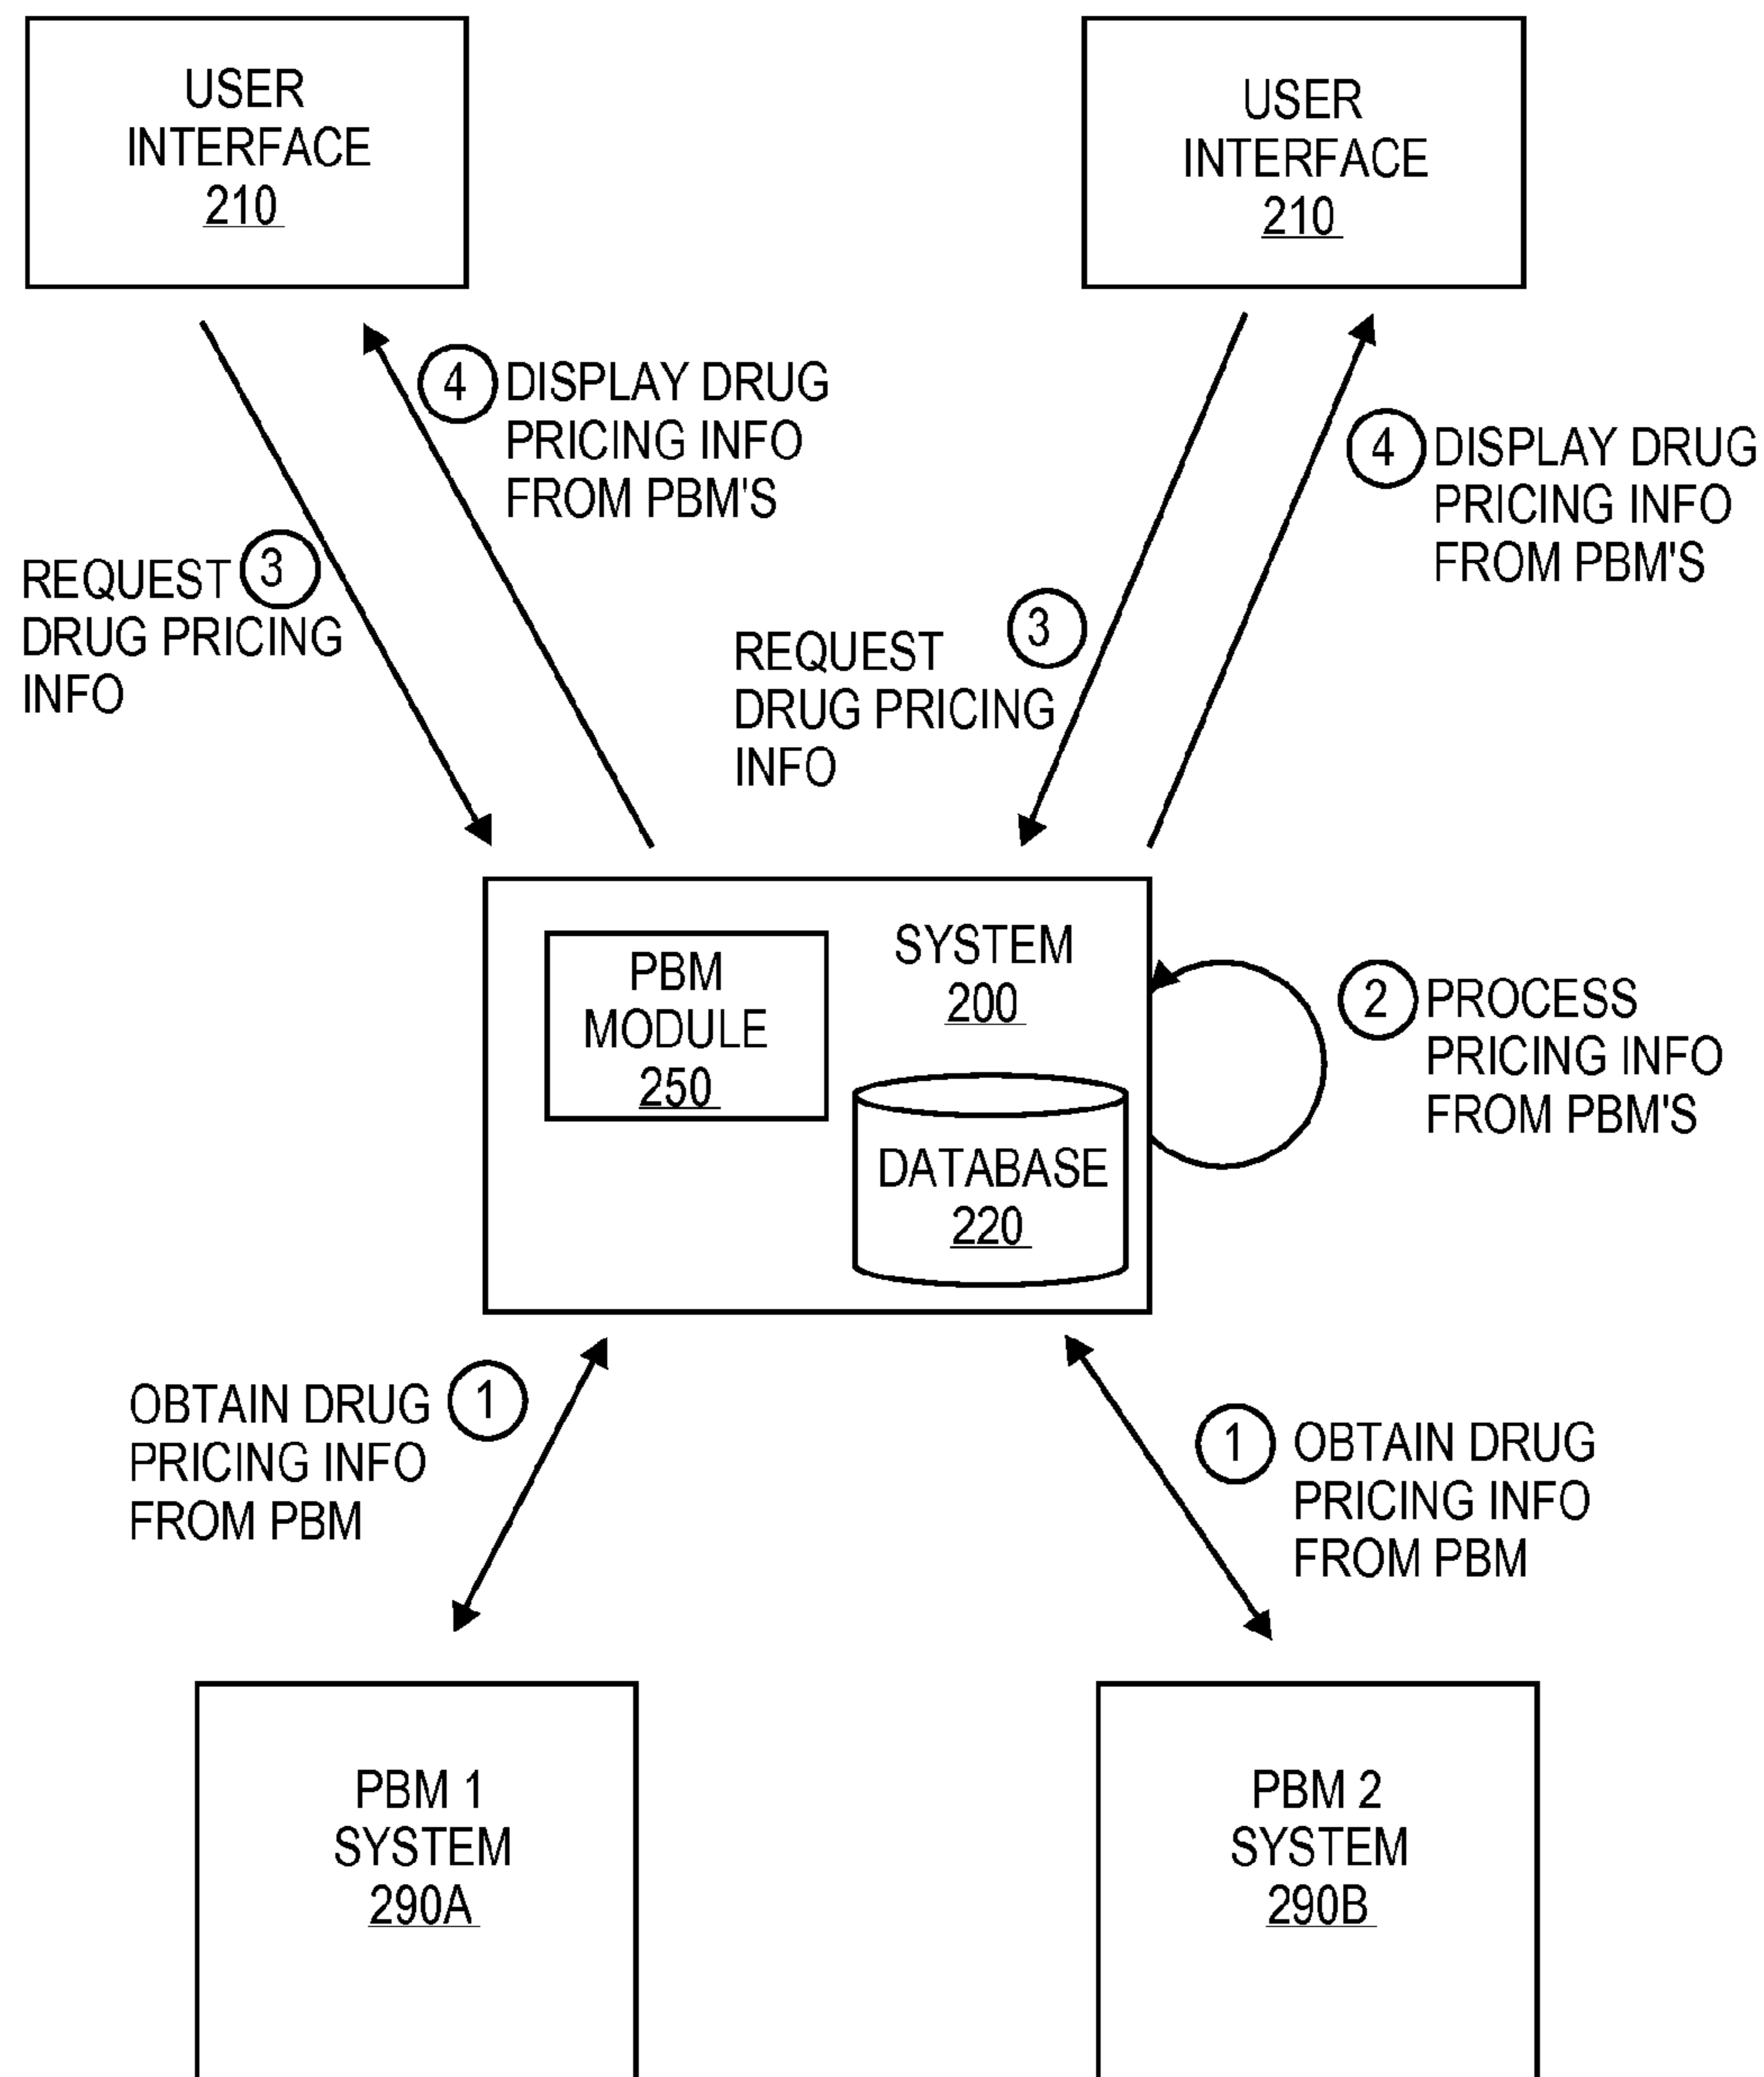 USER
INTERFACE
210
USER
INTERFACE
210
4 DISPLAY DRUG
PRICING INFO
FROM PBM'S
4 DISPLAY DRUG
PRICING INFO
FROM PBM'S
REQUEST 3
DRUG PRICING
INFO
REQUEST 3
DRUG PRICING
INFO
PBM
MODULE
250
SYSTEM
200
DATABASE
220
2 PROCESS
PRICING INFO
FROM PBM'S
OBTAIN DRUG 1
PRICING INFO
FROM PBM
1 OBTAIN DRUG
PRICING INFO
FROM PBM
PBM 1
SYSTEM
290A
PBM 2
SYSTEM
290B